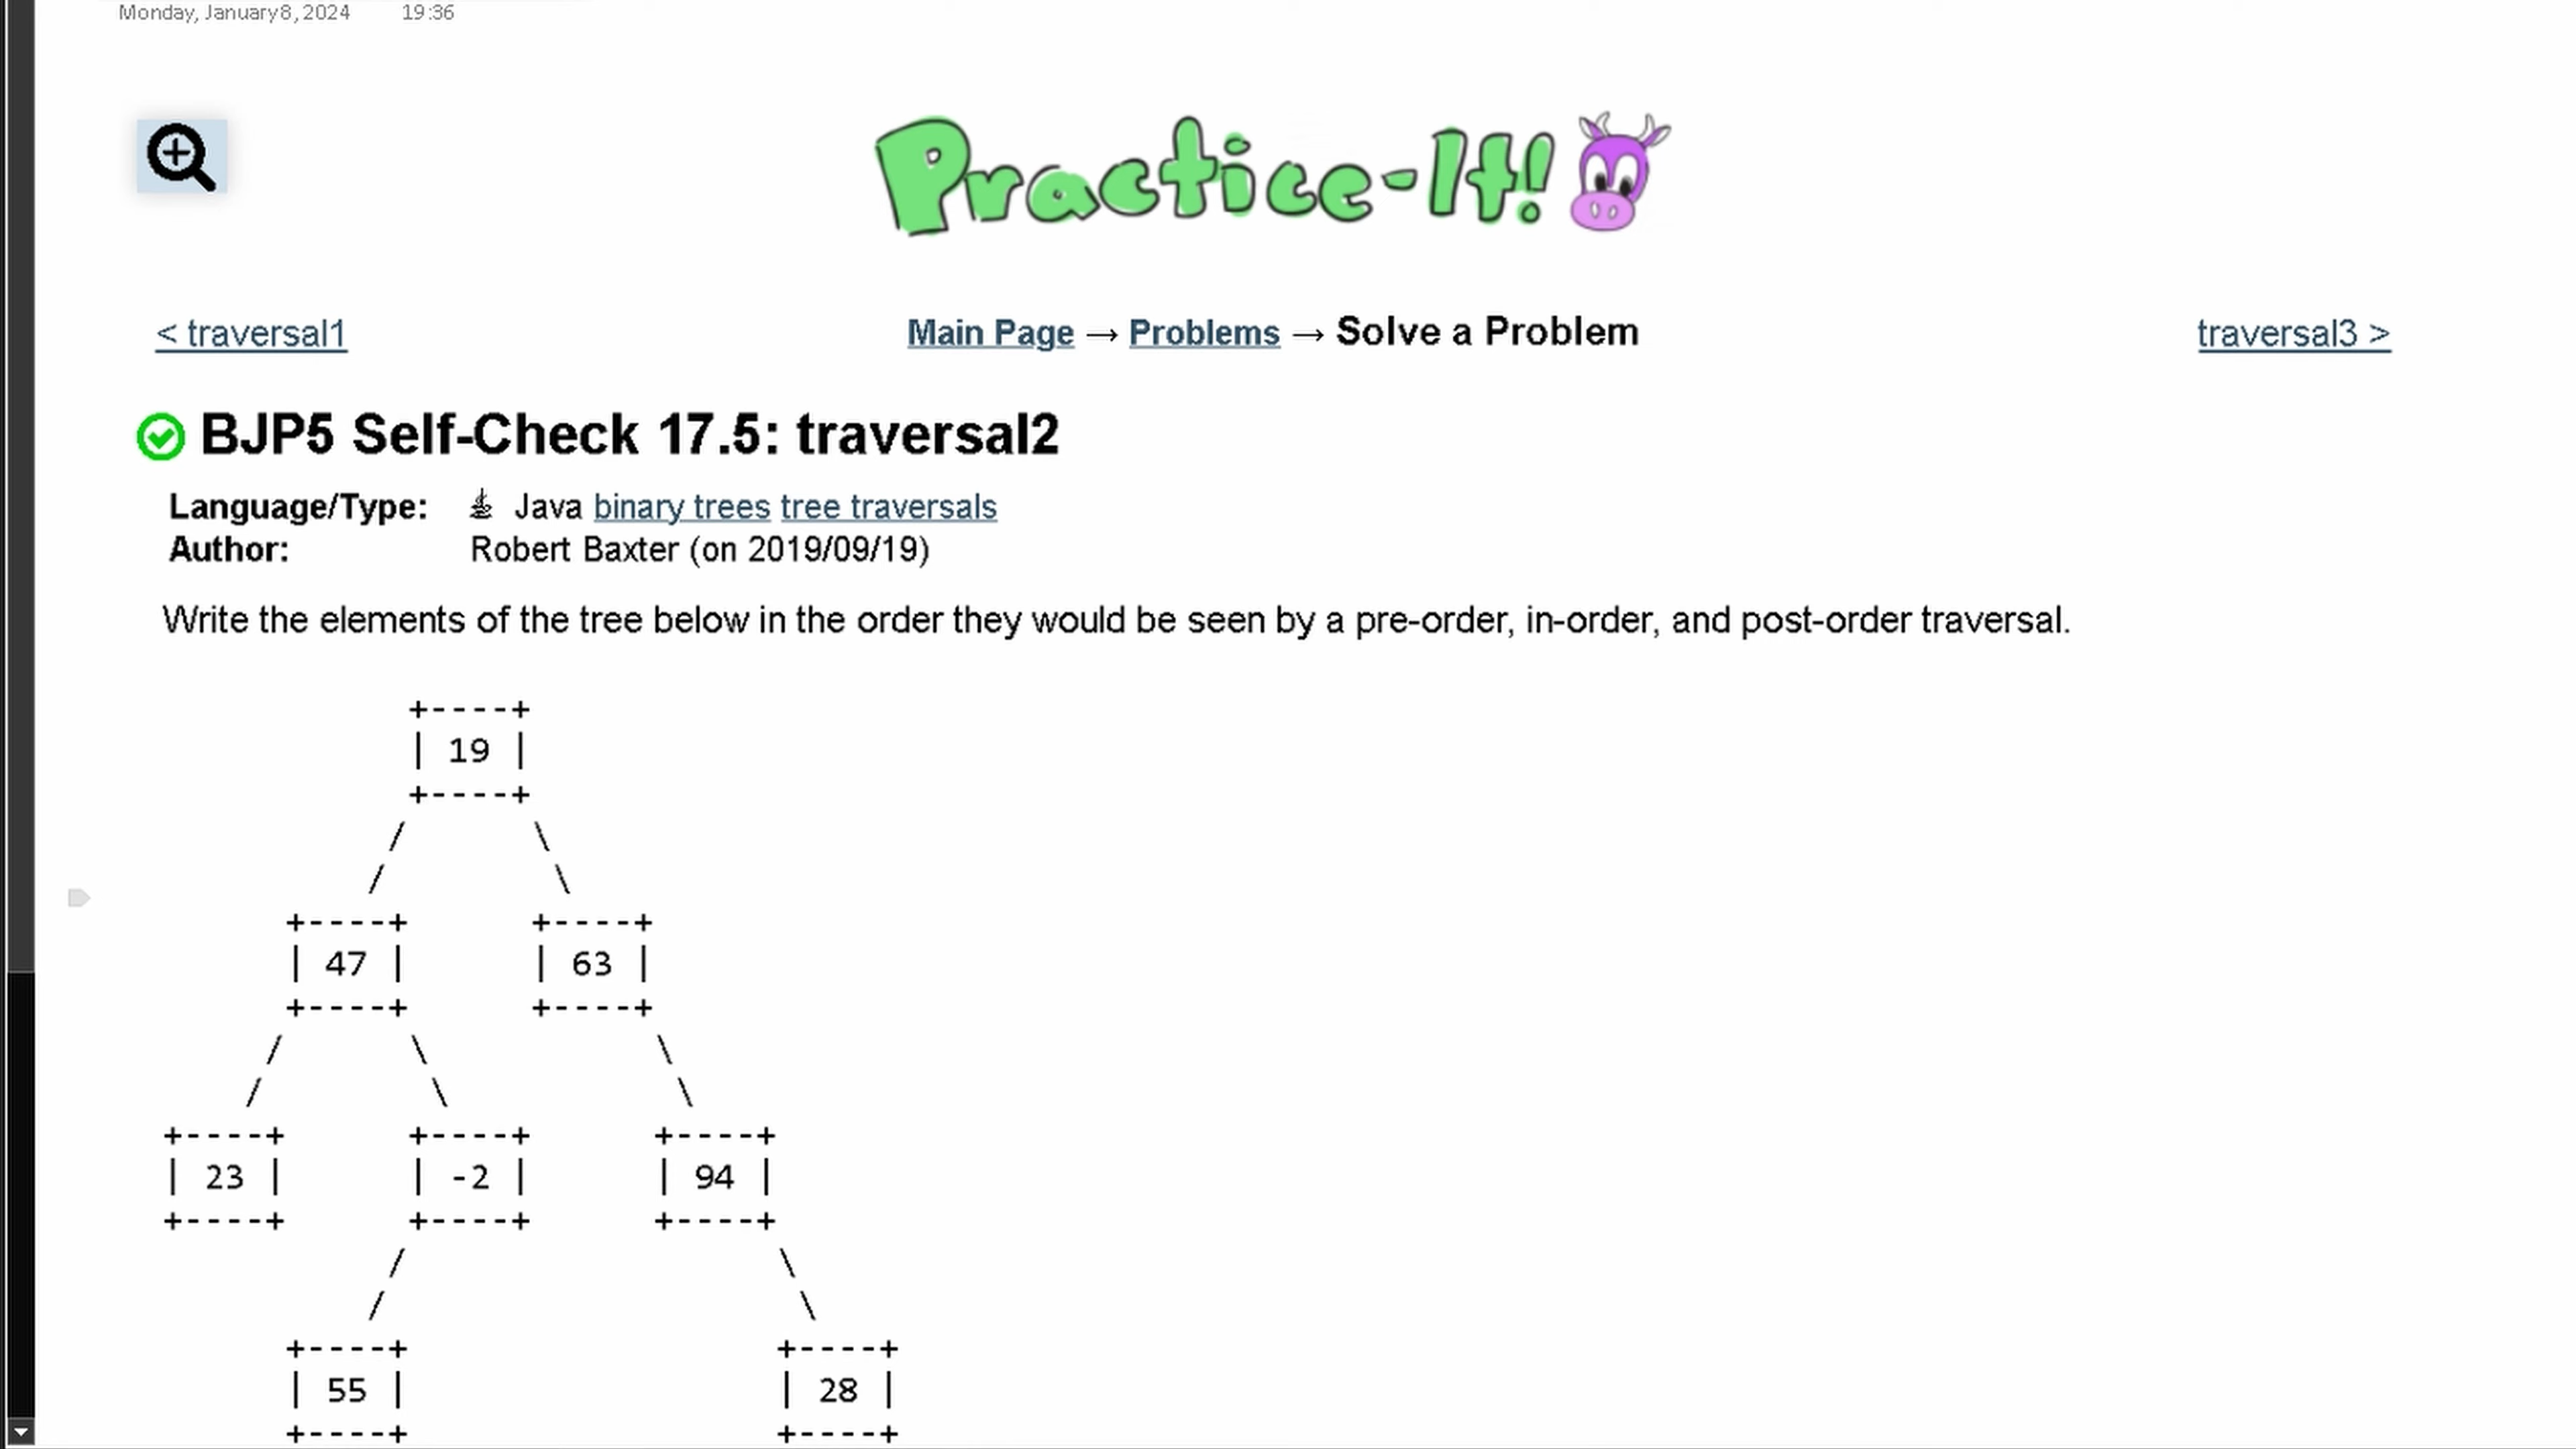 Monday, January 8, 2024 19:36
Practice-It!
< traversal1 Main Page → Problems → Solve a Problem traversal3 >
BJP5 Self-Check 17.5: traversal2
Language/Type: Java binary trees tree traversals
Author: Robert Baxter (on 2019/09/19)
Write the elements of the tree below in the order they would be seen by a pre-order, in-order, and post-order traversal.
+----+
| 19 |
+----+
/ \
/ \
+----+ +----+
| 47 | | 63 |
+----+ +----+
/ \ \
/ \ \
+----+ +----+ +----+
| 23 | | -2 | | 94 |
+----+ +----+ +----+
/ \
/ \
+----+ +----+
| 55 | | 28 |
+----+ +----+